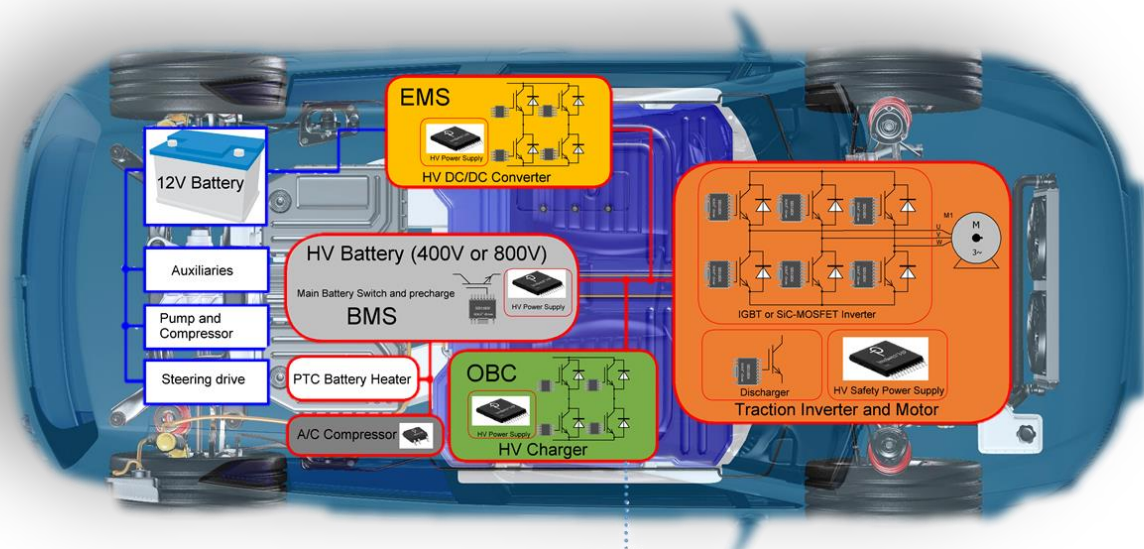 EMS
HV Power Supply
HV DC/DC Converter
12V Battery
Auxiliaries
Pump and
Compressor
Steering drive
HV Battery (400V or 800V)
Main Battery Switch and precharge
BMS
HV Power Supply
PTC Battery Heater
A/C Compressor
OBC
HV Power Supply
HV Charger
M1
U
V
W
M
3~
IGBT or SiC-MOSFET Inverter
Discharger
HV Safety Power Supply
Traction Inverter and Motor